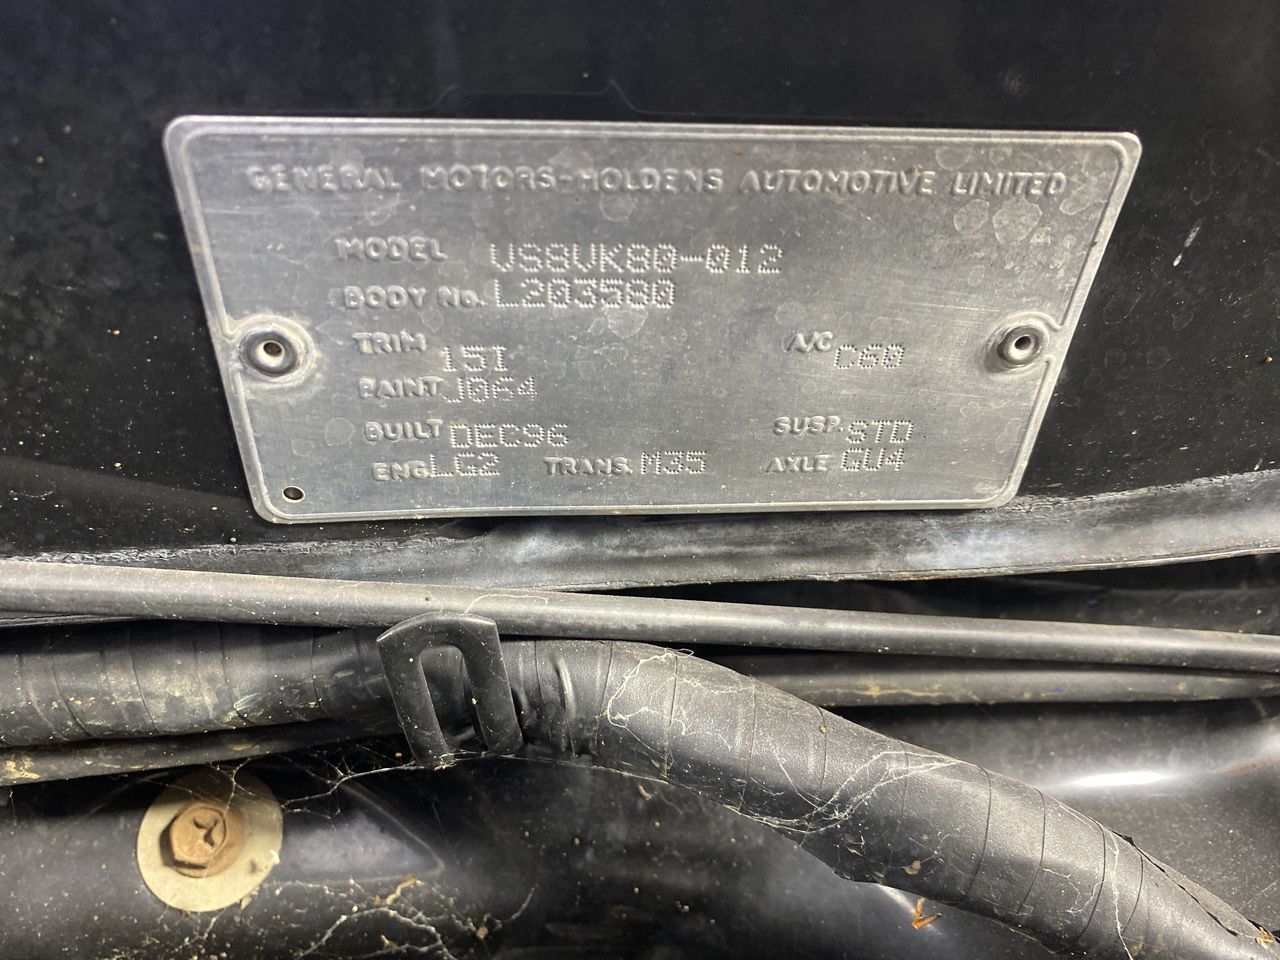 GENERAL MOTORS-HOLDENS AUTOMOTIVE LIMITED
MODEL VS8VK80-012
BODY No. L203580
TRIM 15I A/C C60
PAINT J064
BUILT DEC96 SUSP. STD
ENG LG2 TRANS. M35 AXLE GU4